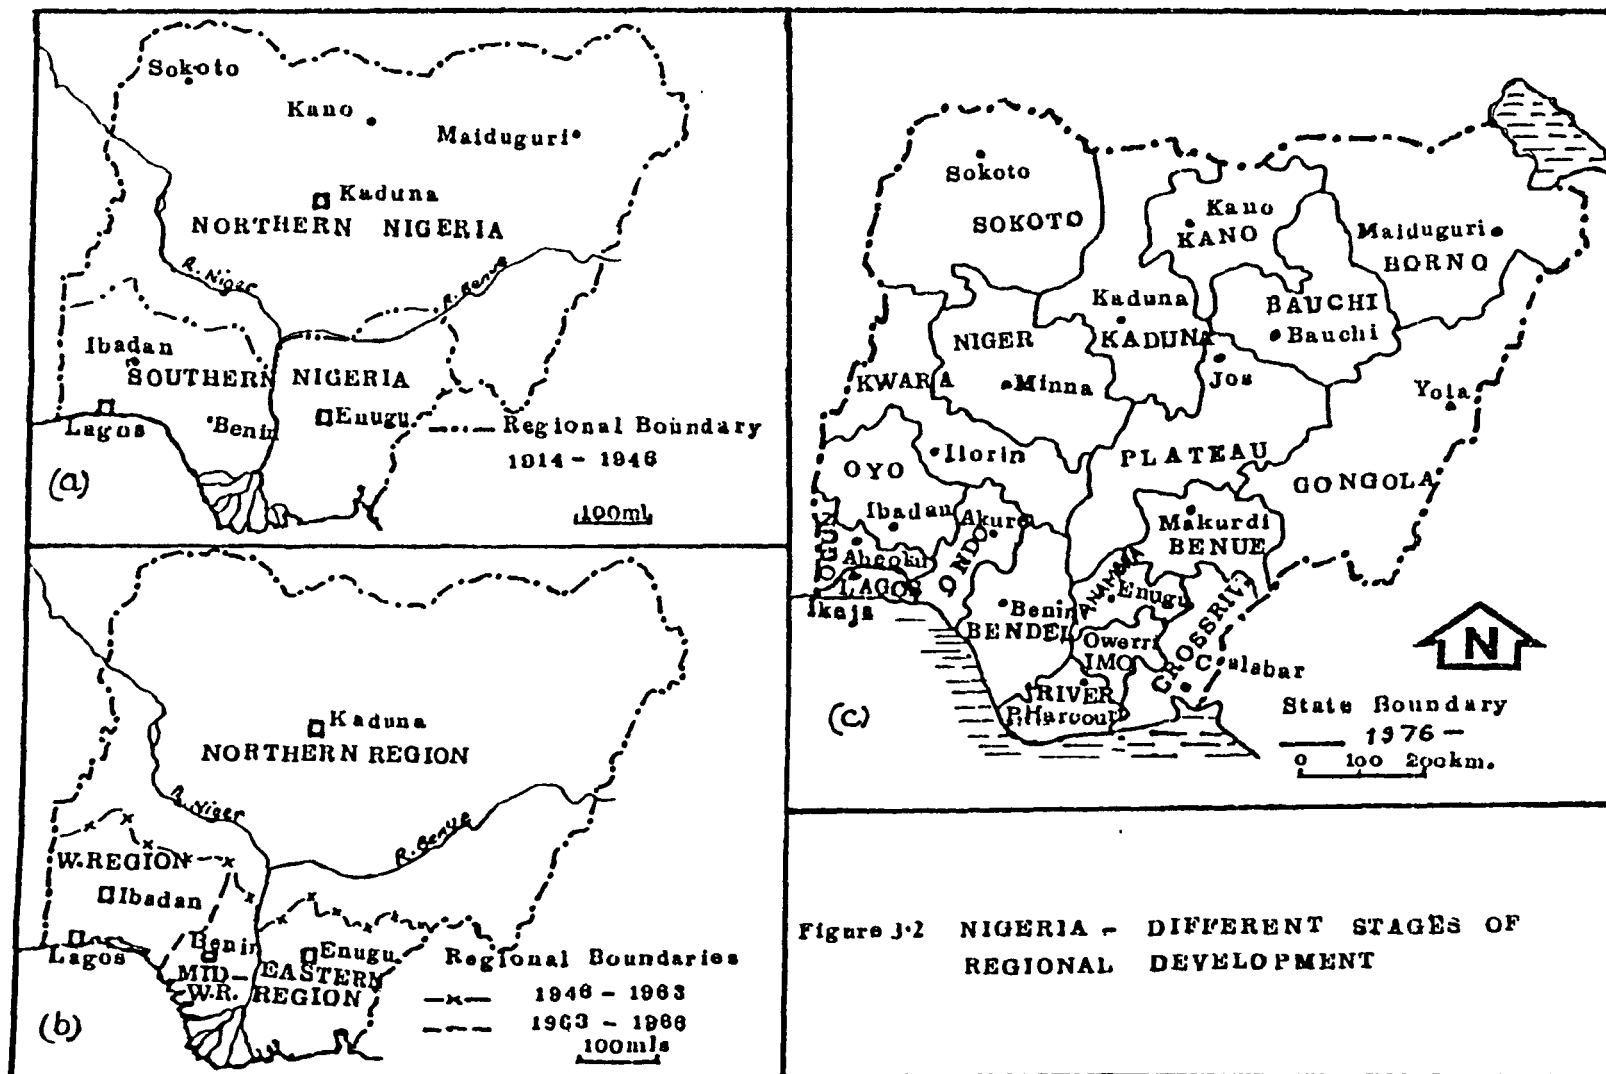 Sokoto
Kano
Maiduguri
Kaduna
NORTHERN NIGERIA
R. Niger
R. Benue
Ibadan
SOUTHERN NIGERIA
Lagos
Benin
Enugu
Regional Boundary
1914 - 1946
(a)
100ml
Kaduna
NORTHERN REGION
R. Niger
R. Benue
W. REGION
Ibadan
Lagos
Benin
Enugu
MID-
W.R.
EASTERN
REGION
Regional Boundaries
1946 - 1963
1963 - 1966
(b)
100mls
Sokoto
SOKOTO
Kano
KANO
Maiduguri
BORNO
Kaduna
KADUNA
BAUCHI
Bauchi
NIGER
Minna
KWARA
Jos
Yola
Ilorin
PLATEAU
OYO
GONGOLA
Ibadan
Akure
Makurdi
BENUE
OGUN
Abeokut
ONDO
LAGOS
Ikeja
ANAMBRA
Enugu
Benin
BENDEL
Owerri
IMO
CROSSRIVE
Calabar
RIVER
P.Harcourt
(c)
N
State Boundary
1976 -
0 100 200km.
Figure 3.2 NIGERIA - DIFFERENT STAGES OF
REGIONAL DEVELOPMENT